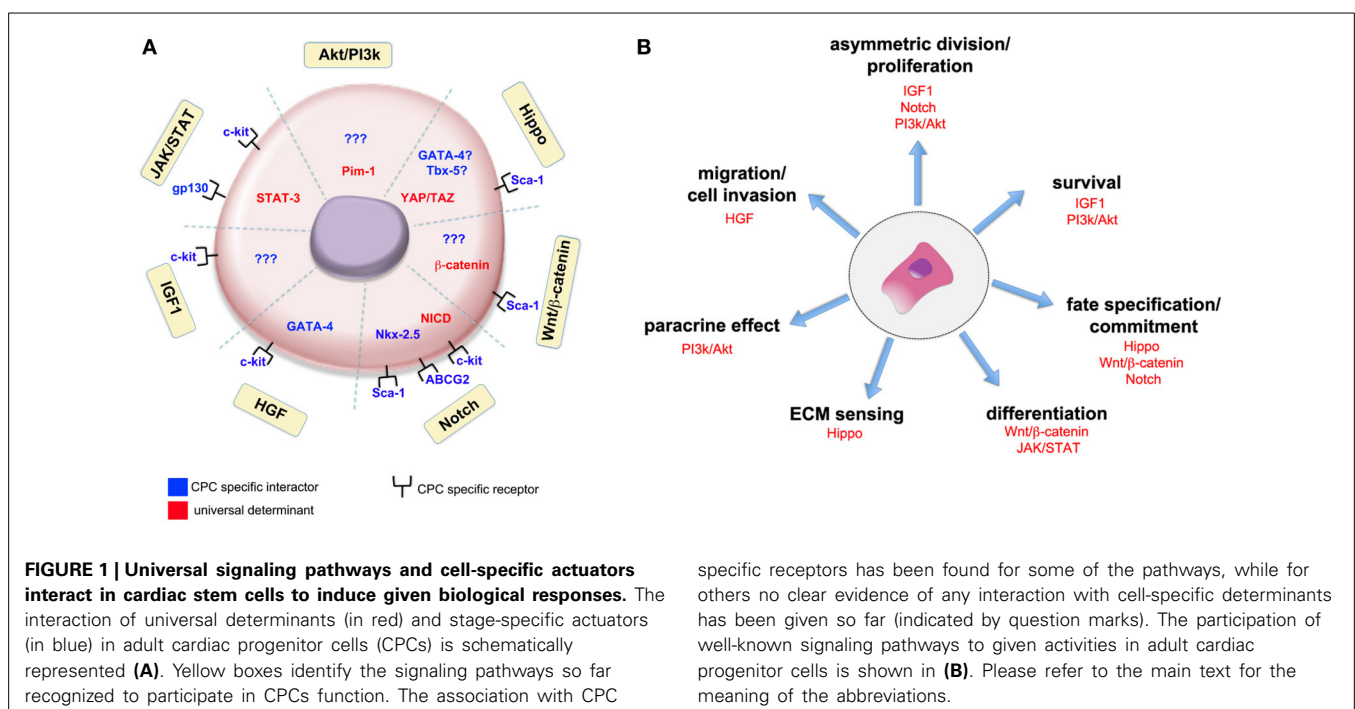 A
Akt/PI3k
Hippo
JAK/STAT
c-kit
???
GATA-4?
Tbx-5?
Pim-1
Sca-1
gp130
STAT-3
YAP/TAZ
c-kit
???
???
β-catenin
IGF1
Wnt/β-catenin
Sca-1
GATA-4
NICD
Nkx-2.5
c-kit
c-kit
ABCG2
Sca-1
HGF
Notch
CPC specific interactor
CPC specific receptor
universal determinant
B
asymmetric division/
proliferation
IGF1
Notch
PI3k/Akt
migration/
cell invasion
HGF
survival
IGF1
PI3k/Akt
paracrine effect
PI3k/Akt
fate specification/
commitment
Hippo
Wnt/β-catenin
Notch
ECM sensing
Hippo
differentiation
Wnt/β-catenin
JAK/STAT
FIGURE 1 | Universal signaling pathways and cell-specific actuators
interact in cardiac stem cells to induce given biological responses. The
interaction of universal determinants (in red) and stage-specific actuators
(in blue) in adult cardiac progenitor cells (CPCs) is schematically
represented (A). Yellow boxes identify the signaling pathways so far
recognized to participate in CPCs function. The association with CPC
specific receptors has been found for some of the pathways, while for
others no clear evidence of any interaction with cell-specific determinants
has been given so far (indicated by question marks). The participation of
well-known signaling pathways to given activities in adult cardiac
progenitor cells is shown in (B). Please refer to the main text for the
meaning of the abbreviations.